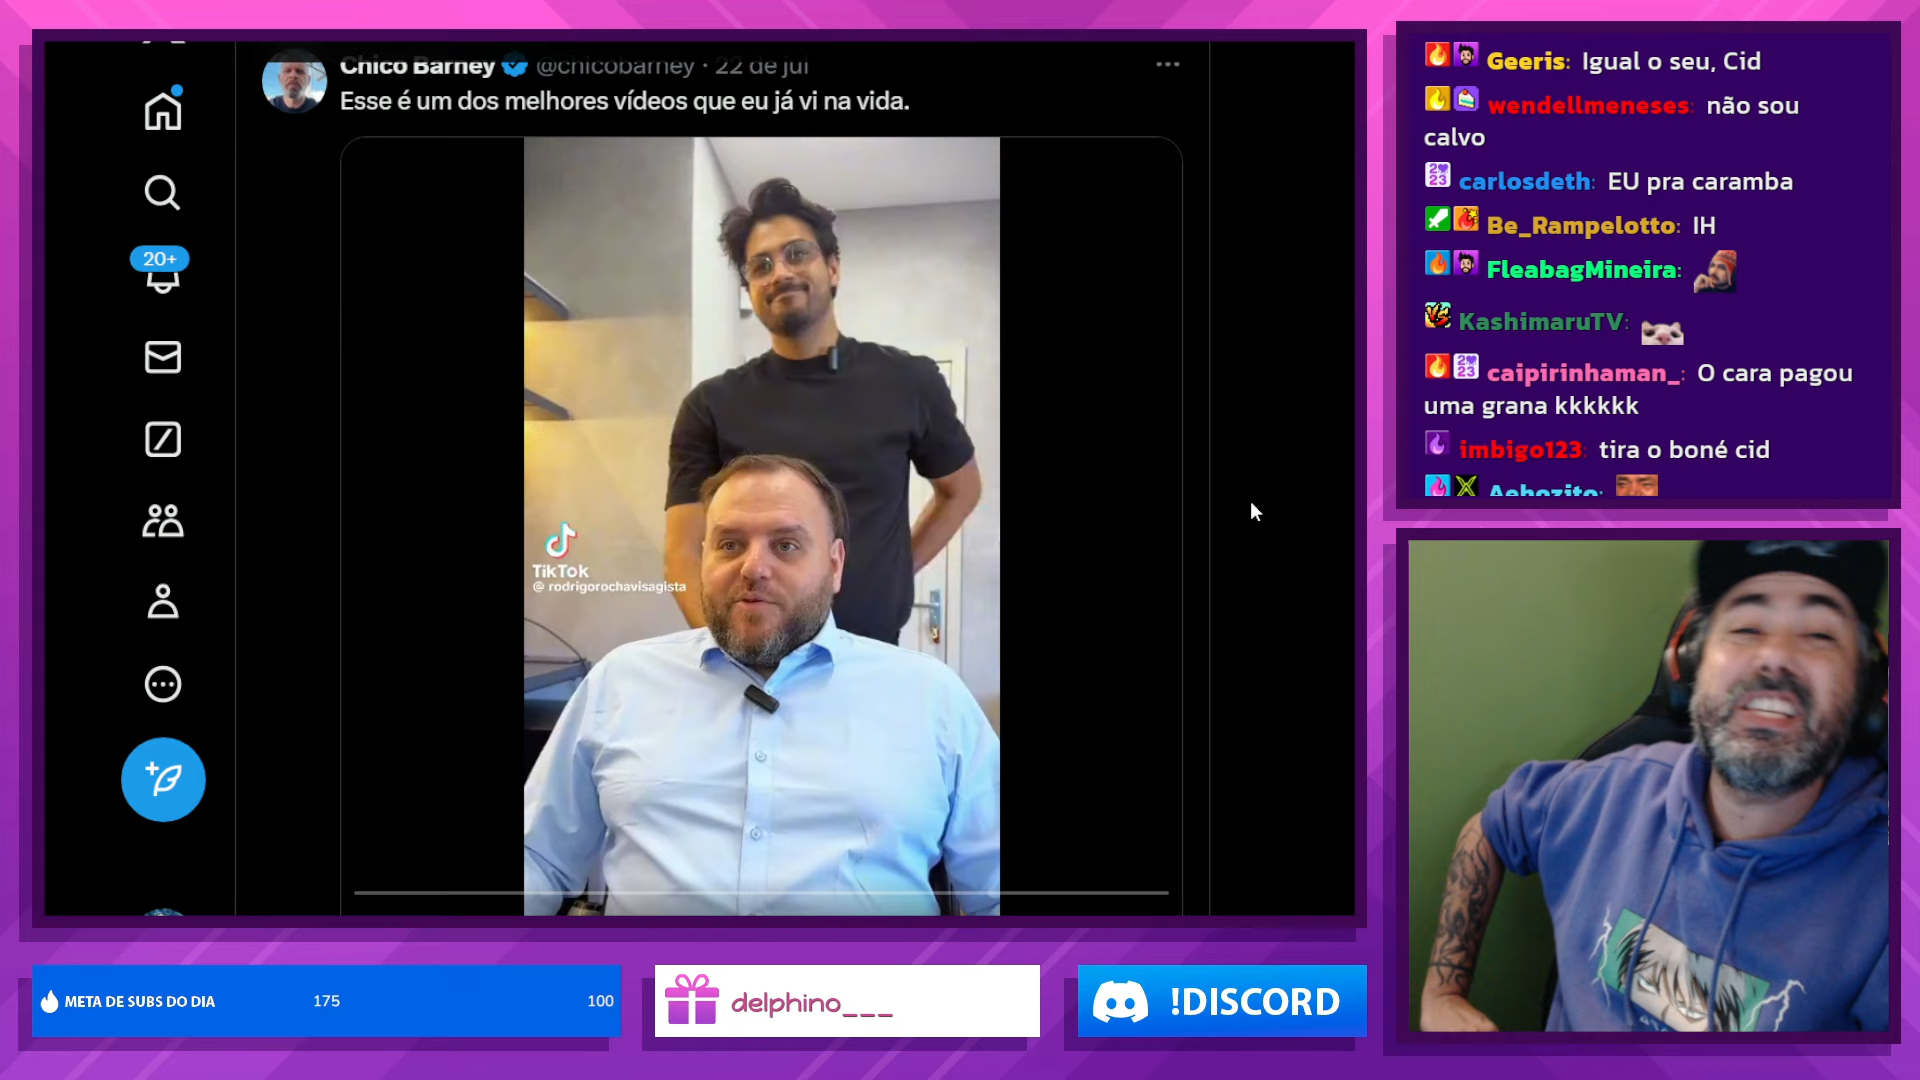 Chico Barney @chicobarney · 22 de jul
Esse é um dos melhores vídeos que eu já vi na vida.
20+
TikTok
@ rodrigorochavisagista
Geeris: Igual o seu, Cid
wendellmeneses: não sou
calvo
carlosdeth: EU pra caramba
Be_Rampelotto: IH
FleabagMineira:
KashimaruTV:
caipirinhaman_: O cara pagou
uma grana kkkkkk
imbigo123: tira o boné cid
Aehozito:
META DE SUBS DO DIA 175 100
delphino___
!DISCORD